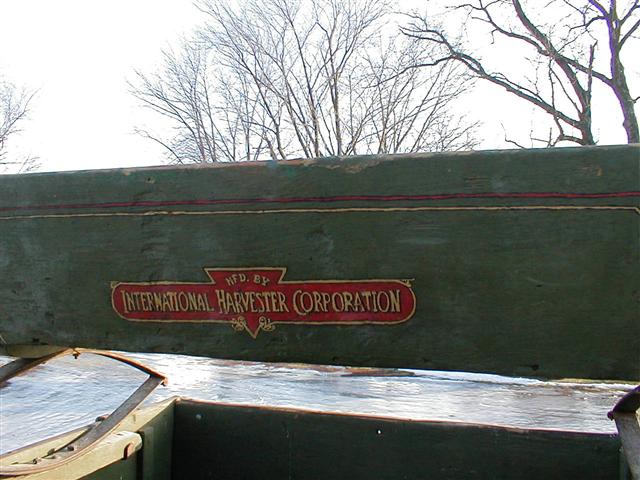 MFD. BY
INTERNATIONAL HARVESTER CORPORATION